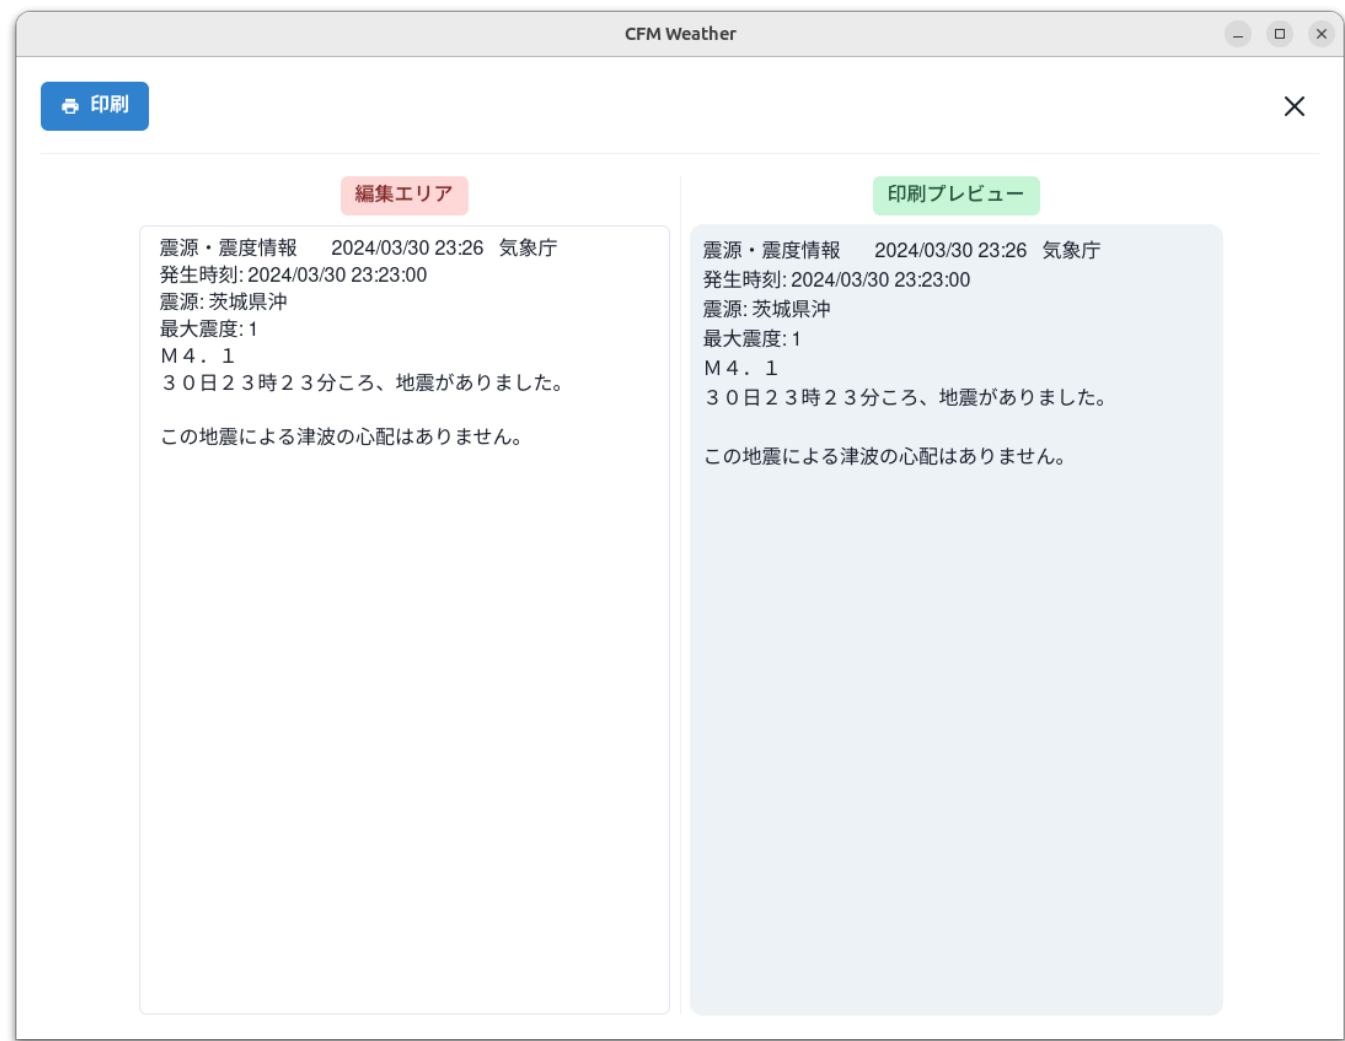 CFM Weather
印刷
編集エリア
震源・震度情報 2024/03/30 23:26 気象庁
発生時刻: 2024/03/30 23:23:00
震源: 茨城県沖
最大震度: 1
Ｍ４．１
３０日２３時２３分ころ、地震がありました。
この地震による津波の心配はありません。
印刷プレビュー
震源・震度情報 2024/03/30 23:26 気象庁
発生時刻: 2024/03/30 23:23:00
震源: 茨城県沖
最大震度: 1
Ｍ４．１
３０日２３時２３分ころ、地震がありました。
この地震による津波の心配はありません。